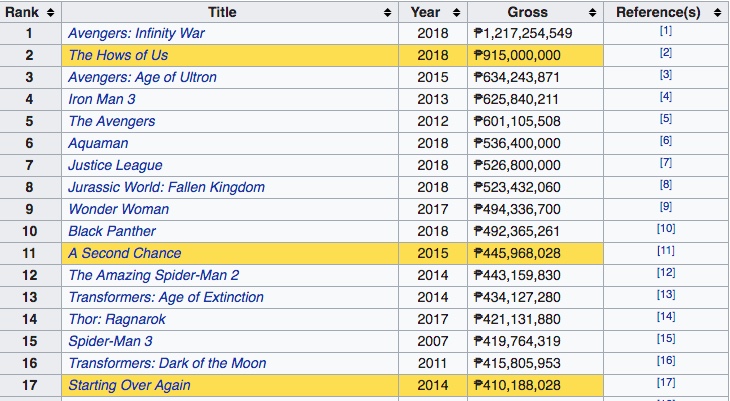 Rank Title Year Gross Reference(s)
1 Avengers: Infinity War 2018 ₱1,217,254,549 [1]
2 The Hows of Us 2018 ₱915,000,000 [2]
3 Avengers: Age of Ultron 2015 ₱634,243,871 [3]
4 Iron Man 3 2013 ₱625,840,211 [4]
5 The Avengers 2012 ₱601,105,508 [5]
6 Aquaman 2018 ₱536,400,000 [6]
7 Justice League 2018 ₱526,800,000 [7]
8 Jurassic World: Fallen Kingdom 2018 ₱523,432,060 [8]
9 Wonder Woman 2017 ₱494,336,700 [9]
10 Black Panther 2018 ₱492,365,261 [10]
11 A Second Chance 2015 ₱445,968,028 [11]
12 The Amazing Spider-Man 2 2014 ₱443,159,830 [12]
13 Transformers: Age of Extinction 2014 ₱434,127,280 [13]
14 Thor: Ragnarok 2017 ₱421,131,880 [14]
15 Spider-Man 3 2007 ₱419,764,319 [15]
16 Transformers: Dark of the Moon 2011 ₱415,805,953 [16]
17 Starting Over Again 2014 ₱410,188,028 [17]